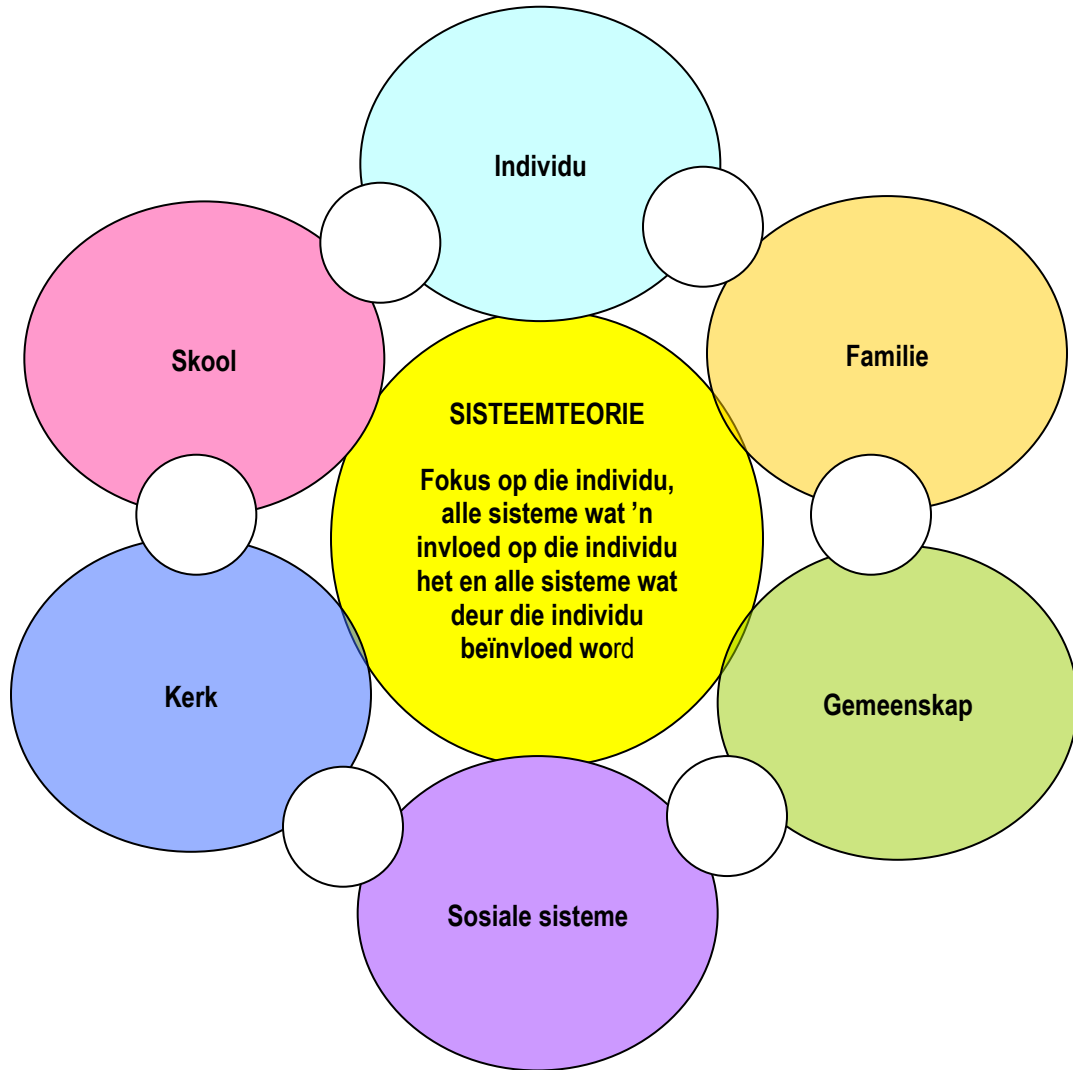 Individu
Skool
Familie
SISTEEMTEORIE
Fokus op die individu,
alle sisteme wat ’n
invloed op die individu
het en alle sisteme wat
deur die individu
beïnvloed word
Kerk
Gemeenskap
Sosiale sisteme